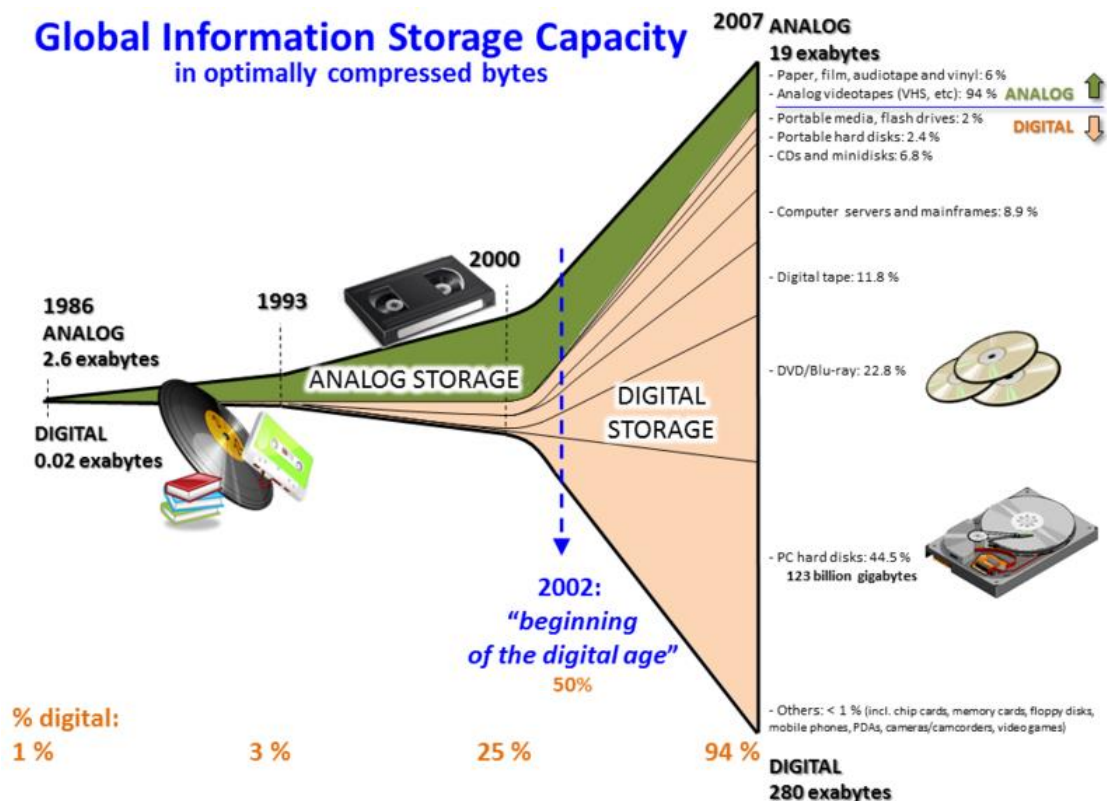 Global Information Storage Capacity
in optimally compressed bytes
2007 ANALOG
19 exabytes
- Paper, film, audiotape and vinyl: 6 %
- Analog videotapes (VHS, etc): 94 % ANALOG
- Portable media, flash drives: 2 %
DIGITAL
- Portable hard disks: 2.4 %
- CDs and minidisks: 6.8 %
- Computer servers and mainframes: 8.9 %
- Digital tape: 11.8 %
- DVD/Blu-ray: 22.8 %
- PC hard disks: 44.5 %
123 billion gigabytes
- Others: < 1 % (incl. chip cards, memory cards, floppy disks,
mobile phones, PDAs, cameras/camcorders, video games)
DIGITAL
280 exabytes
1986
ANALOG
2.6 exabytes
DIGITAL
0.02 exabytes
1993
2000
ANALOG STORAGE
DIGITAL
STORAGE
2002:
"beginning
of the digital age"
50%
% digital:
1 %
3 %
25 %
94 %